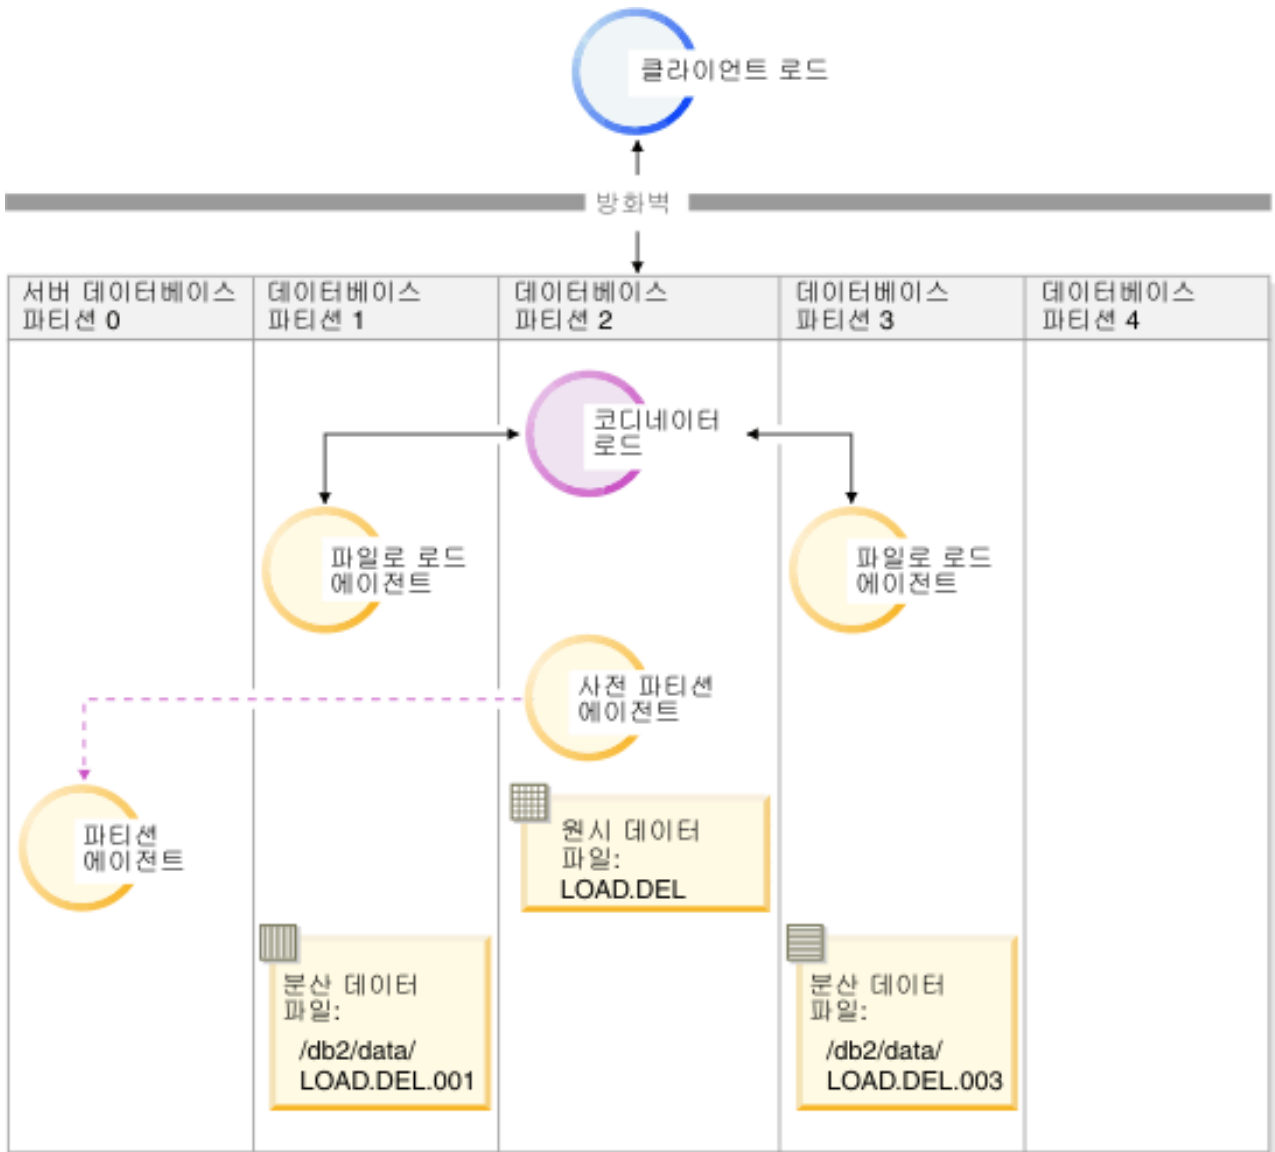 클라이언트 로드
방화벽
서버 데이터베이스
파티션 0
데이터베이스
파티션 1
데이터베이스
파티션 2
데이터베이스
파티션 3
데이터베이스
파티션 4
코디네이터
로드
파일로 로드
에이전트
파일로 로드
에이전트
사전 파티션
에이전트
파티션
에이전트
원시 데이터
파일:
LOAD.DEL
분산 데이터
파일:
/db2/data/
LOAD.DEL.001
분산 데이터
파일:
/db2/data/
LOAD.DEL.003